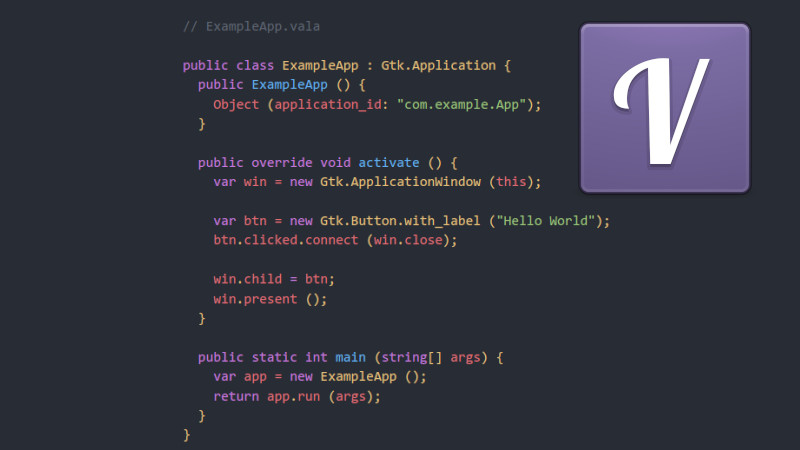 // ExampleApp.vala
public class ExampleApp : Gtk.Application {
public ExampleApp () {
Object (application_id: "com.example.App");
}
public override void activate () {
var win = new Gtk.ApplicationWindow (this);
var btn = new Gtk.Button.with_label ("Hello World");
btn.clicked.connect (win.close);
win.child = btn;
win.present ();
}
public static int main (string[] args) {
var app = new ExampleApp ();
return app.run (args);
}
}
V